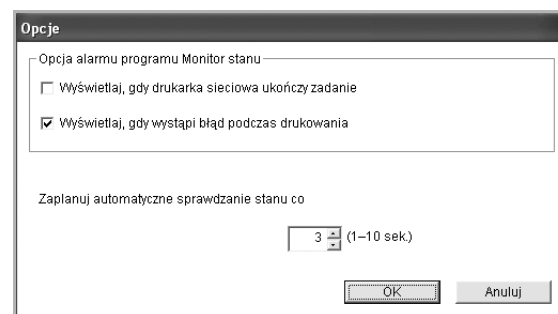 Opcje
Opcja alarmu programu Monitor stanu
Wyświetlaj, gdy drukarka sieciowa ukończy zadanie
Wyświetlaj, gdy wystąpi błąd podczas drukowania
Zaplanuj automatyczne sprawdzanie stanu co
3 (1–10 sek.)
OK Anuluj